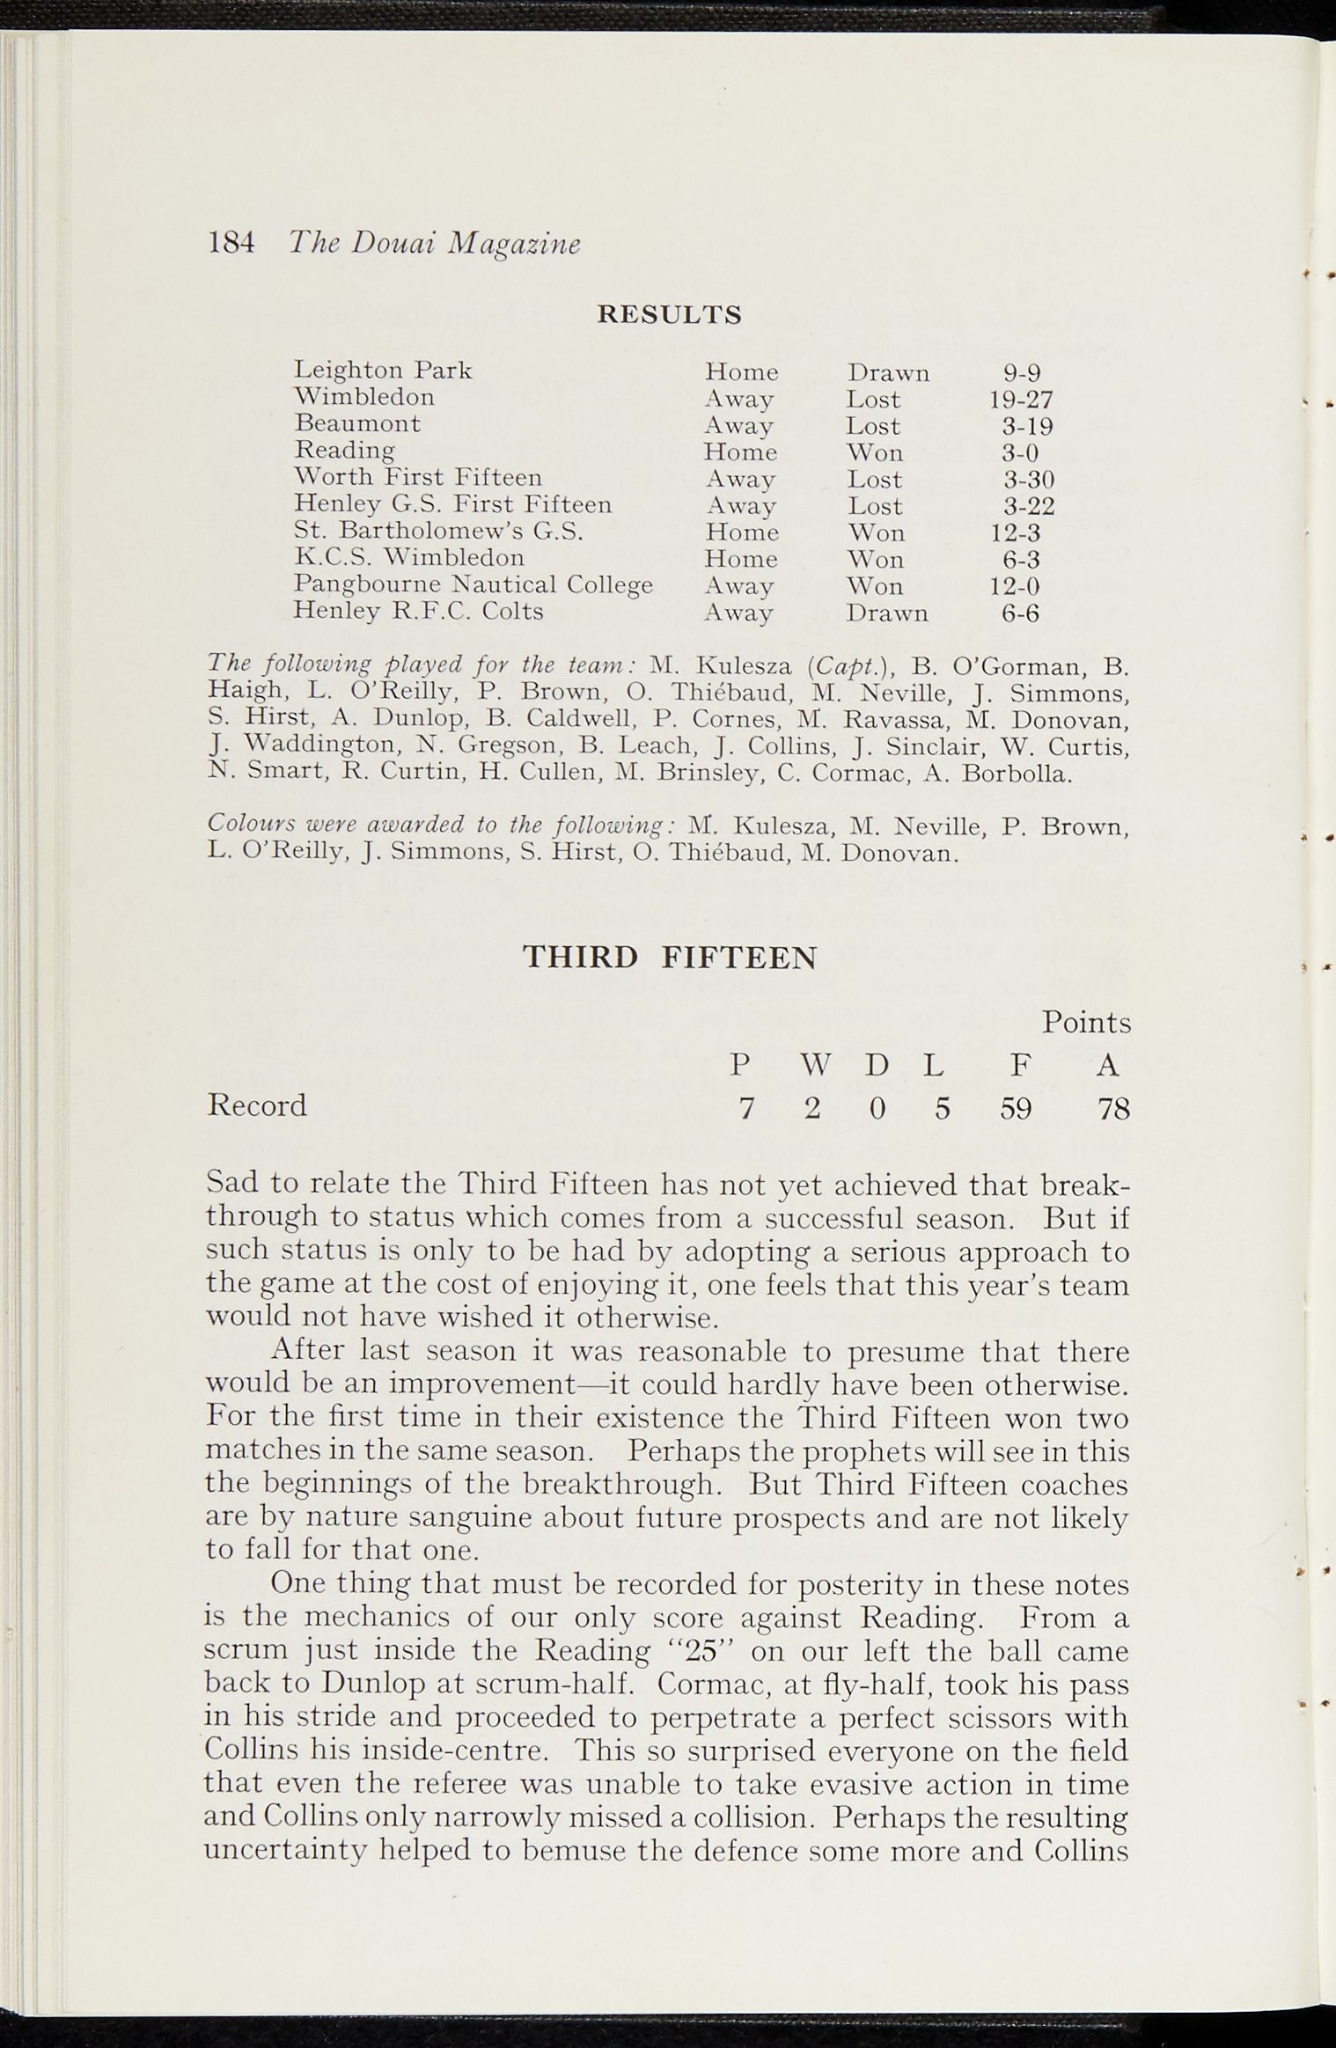 184 The Douai Magazine
RESULTS
Leighton Park Home Drawn 9-9
Wimbledon Away Lost 19-27
Beaumont Away Lost 3-19
Reading Home Won 3-0
Worth First Fifteen Away Lost 3-30
Henley G.S. First Fifteen Away Lost 3-22
St. Bartholomew's G.S. Home Won 12-3
K.C.S. Wimbledon Home Won 6-3
Pangbourne Nautical College Away Won 12-0
Henley R.F.C. Colts Away Drawn 6-6
The following played for the team: M. Kulesza (Capt.), B. O'Gorman, B.
Haigh, L. O'Reilly, P. Brown, O. Thiébaud, M. Neville, J. Simmons,
S. Hirst, A. Dunlop, B. Caldwell, P. Cornes, M. Ravassa, M. Donovan,
J. Waddington, N. Gregson, B. Leach, J. Collins, J. Sinclair, W. Curtis,
N. Smart, R. Curtin, H. Cullen, M. Brinsley, C. Cormac, A. Borbolla.
Colours were awarded to the following: M. Kulesza, M. Neville, P. Brown,
L. O'Reilly, J. Simmons, S. Hirst, O. Thiébaud, M. Donovan.
THIRD FIFTEEN
Points
P W D L F A
Record 7 2 0 5 59 78
Sad to relate the Third Fifteen has not yet achieved that break-
through to status which comes from a successful season. But if
such status is only to be had by adopting a serious approach to
the game at the cost of enjoying it, one feels that this year's team
would not have wished it otherwise.
After last season it was reasonable to presume that there
would be an improvement—it could hardly have been otherwise.
For the first time in their existence the Third Fifteen won two
matches in the same season. Perhaps the prophets will see in this
the beginnings of the breakthrough. But Third Fifteen coaches
are by nature sanguine about future prospects and are not likely
to fall for that one.
One thing that must be recorded for posterity in these notes
is the mechanics of our only score against Reading. From a
scrum just inside the Reading "25" on our left the ball came
back to Dunlop at scrum-half. Cormac, at fly-half, took his pass
in his stride and proceeded to perpetrate a perfect scissors with
Collins his inside-centre. This so surprised everyone on the field
that even the referee was unable to take evasive action in time
and Collins only narrowly missed a collision. Perhaps the resulting
uncertainty helped to bemuse the defence some more and Collins